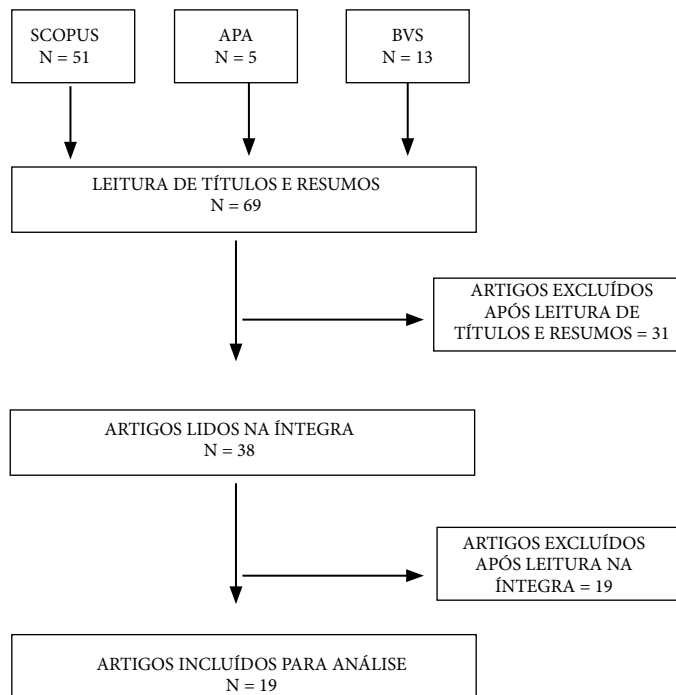 SCOPUS
N = 51
APA
N = 5
BVS
N = 13
LEITURA DE TÍTULOS E RESUMOS
N = 69
ARTIGOS EXCLUÍDOS
APÓS LEITURA DE
TÍTULOS E RESUMOS = 31
ARTIGOS LIDOS NA ÍNTEGRA
N = 38
ARTIGOS EXCLUÍDOS
APÓS LEITURA NA
ÍNTEGRA = 19
ARTIGOS INCLUÍDOS PARA ANÁLISE
N = 19